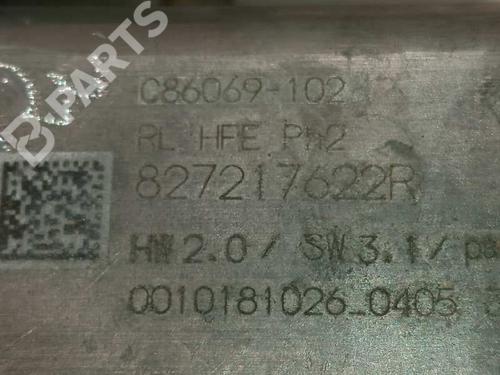 B-PARTS
C86069-102
RL HFE Ph2
827217622R
HW 2.0 / SW 3.1 /
0010181026_0405